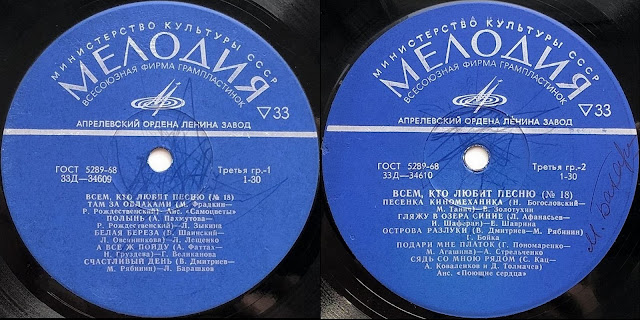 МИНИСТЕРСТВО КУЛЬТУРЫ СССР
МЕЛОДИЯ
ВСЕСОЮЗНАЯ ФИРМА ГРАМПЛАСТИНОК
▽33
АПРЕЛЕВСКИЙ ОРДЕНА ЛЕНИНА ЗАВОД
ГОСТ 5289-68
33Д—34609
Третья гр.-1
1-30
ВСЕМ, КТО ЛЮБИТ ПЕСНЮ (№ 18)
ТАМ ЗА ОБЛАКАМИ (М. Фрадкин—
Р. Рождественский)— Анс. «Самоцветы»
ПОЛЫНЬ (А. Пахмутова—
Р. Рождественский)— Л. Зыкина
БЕЛАЯ БЕРЕЗА (В. Шаинский—
Л. Овчинникова)— Л. Лещенко
А ВСЕ Ж ПОЙДУ (А. Фаттах—
Н. Груздева)—Г. Великанова
СЧАСТЛИВЫЙ ДЕНЬ (В. Дмитриев—
М. Рябинин)— Л. Барашков
МИНИСТЕРСТВО КУЛЬТУРЫ СССР
МЕЛОДИЯ
ВСЕСОЮЗНАЯ ФИРМА ГРАМПЛАСТИНОК
▽33
АПРЕЛЕВСКИЙ ОРДЕНА ЛЕНИНА ЗАВОД
ГОСТ 5289-68
33Д—34610
Третья гр.-2
1-30
ВСЕМ, КТО ЛЮБИТ ПЕСНЮ (№ 18)
ПЕСЕНКА КИНОМЕХАНИКА (Н. Богословский—
М. Танич)— В. Золотухин
ГЛЯЖУ В ОЗЕРА СИНИЕ (Л. Афанасьев—
И. Шаферан)— Е. Шаврина
ОСТРОВА РАЗЛУКИ (В. Дмитриев— М. Рябинин)
Г. Бойка
ПОДАРИ МНЕ ПЛАТОК (Г. Пономаренко—
М. Агашина)— А. Стрельченко
СЯДЬ СО МНОЮ РЯДОМ (С. Кац—
А. Коваленков и Д. Толмачев)
Анс. «Поющие сердца»